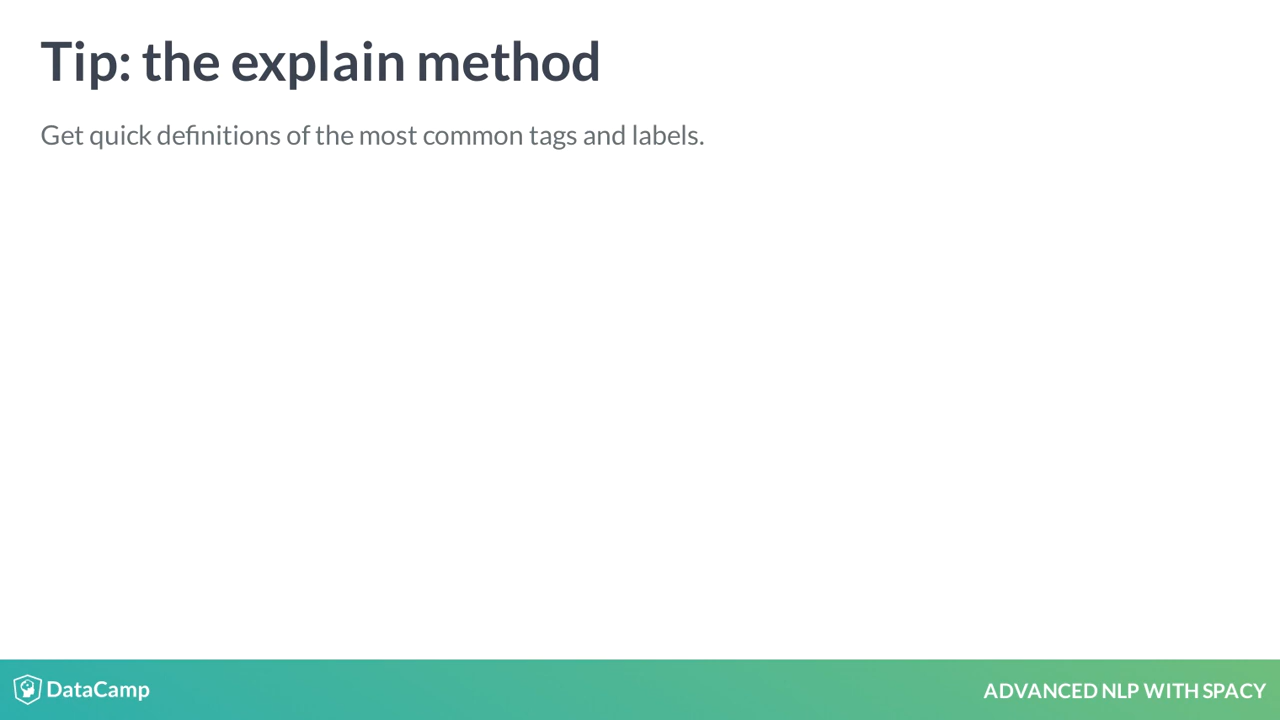 Tip: the explain method
Get quick definitions of the most common tags and labels.
DataCamp
ADVANCED NLP WITH SPACY